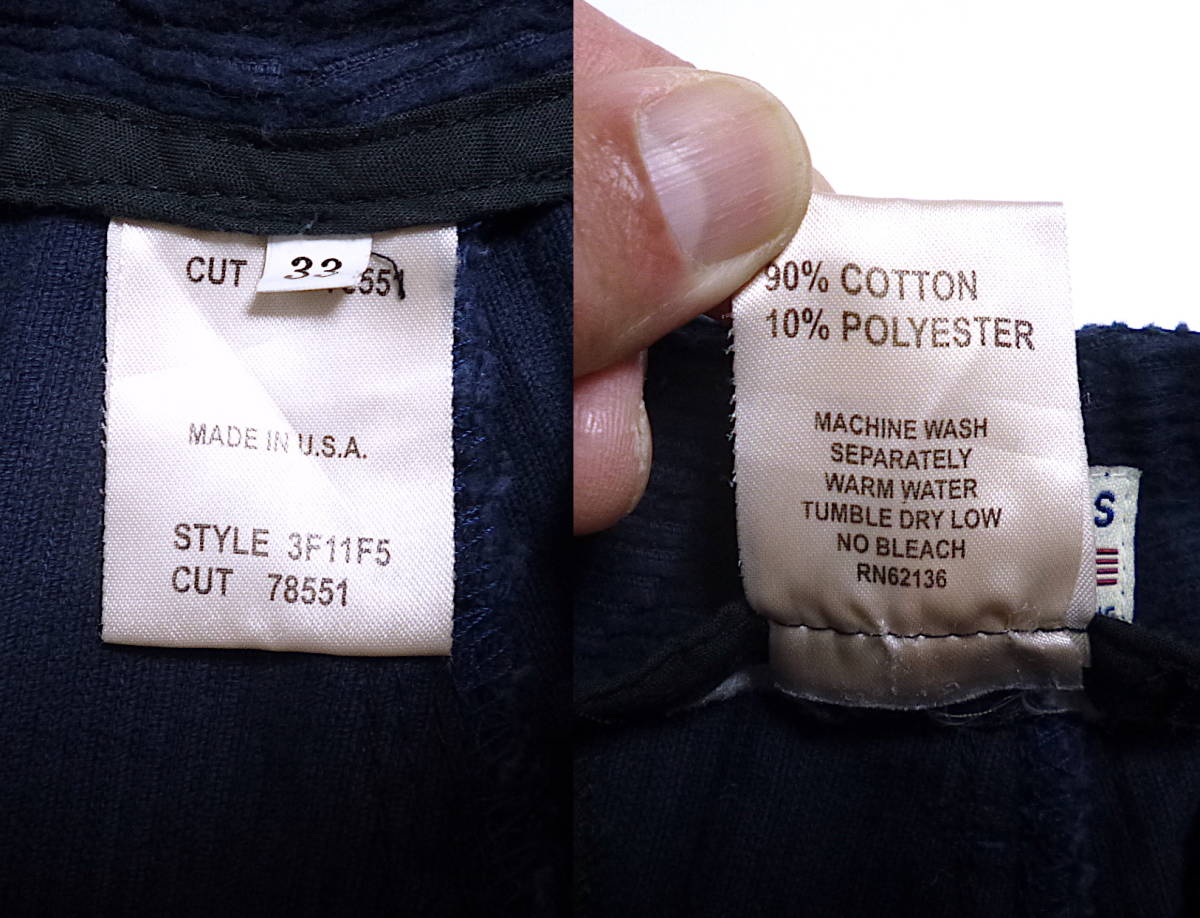 CUT 78551
33
MADE IN U.S.A.
STYLE 3F11F5
CUT 78551
90% COTTON
10% POLYESTER
MACHINE WASH
SEPARATELY
WARM WATER
TUMBLE DRY LOW
NO BLEACH
RN62136
S